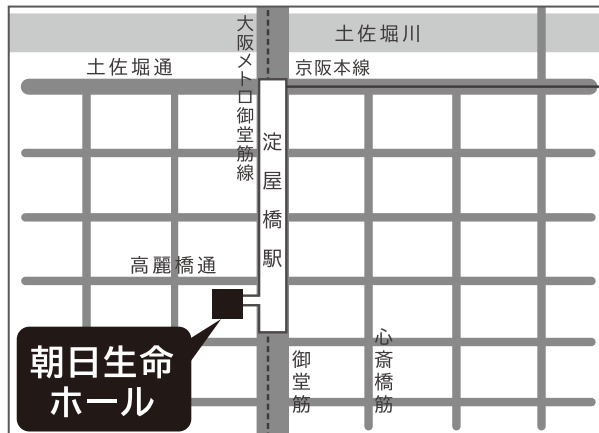 土佐堀川
土佐堀通
京阪本線
大阪メトロ御堂筋線
淀屋橋駅
高麗橋通
朝日生命
ホール
御堂筋
心斎橋筋